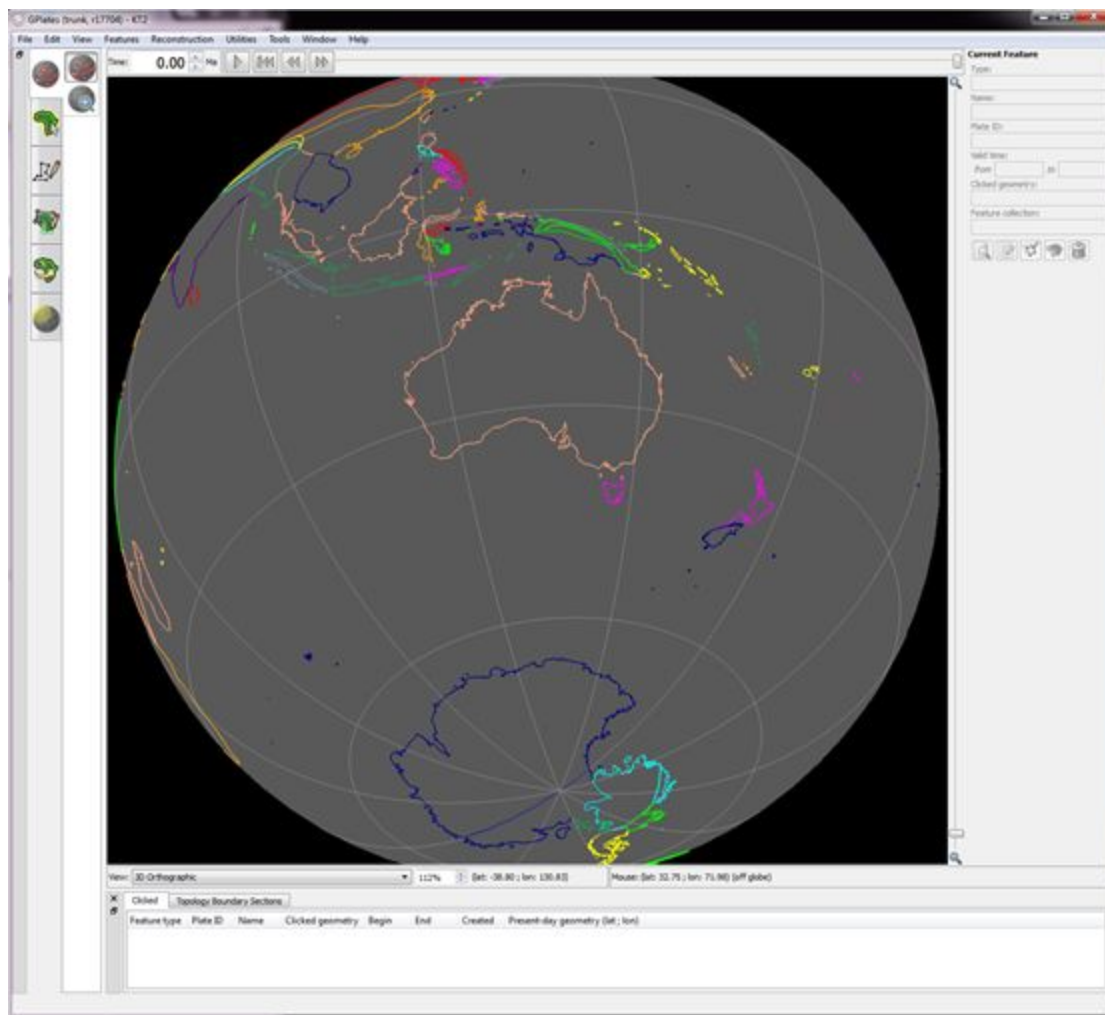 GPlates (trunk, r17704) - KT2
File Edit View Features Reconstruction Utilities Tools Window Help
Time: 0.00 Ma
Current Feature
Type:
Name:
Plate ID:
Valid time:
From to
Clicked geometry:
Feature collection:
View: 3D Orthographic 112% (lat: -38.80 ; lon: 130.83) Mouse: (lat: 32.75 ; lon: 71.98) (off globe)
Clicked Topology Boundary Sections
Feature type Plate ID Name Clicked geometry Begin End Created Present-day geometry (lat ; lon)